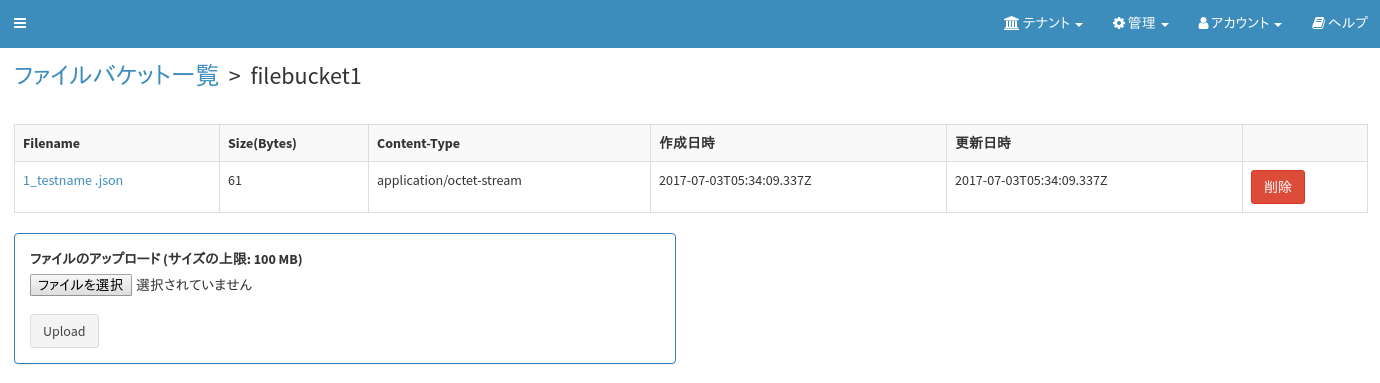 テナント 管理 アカウント ヘルプ
ファイルバケット一覧 > filebucket1
Filename Size(Bytes) Content-Type 作成日時 更新日時
1_testname .json 61 application/octet-stream 2017-07-03T05:34:09.337Z 2017-07-03T05:34:09.337Z 削除
ファイルのアップロード (サイズの上限: 100 MB)
ファイルを選択 選択されていません
Upload